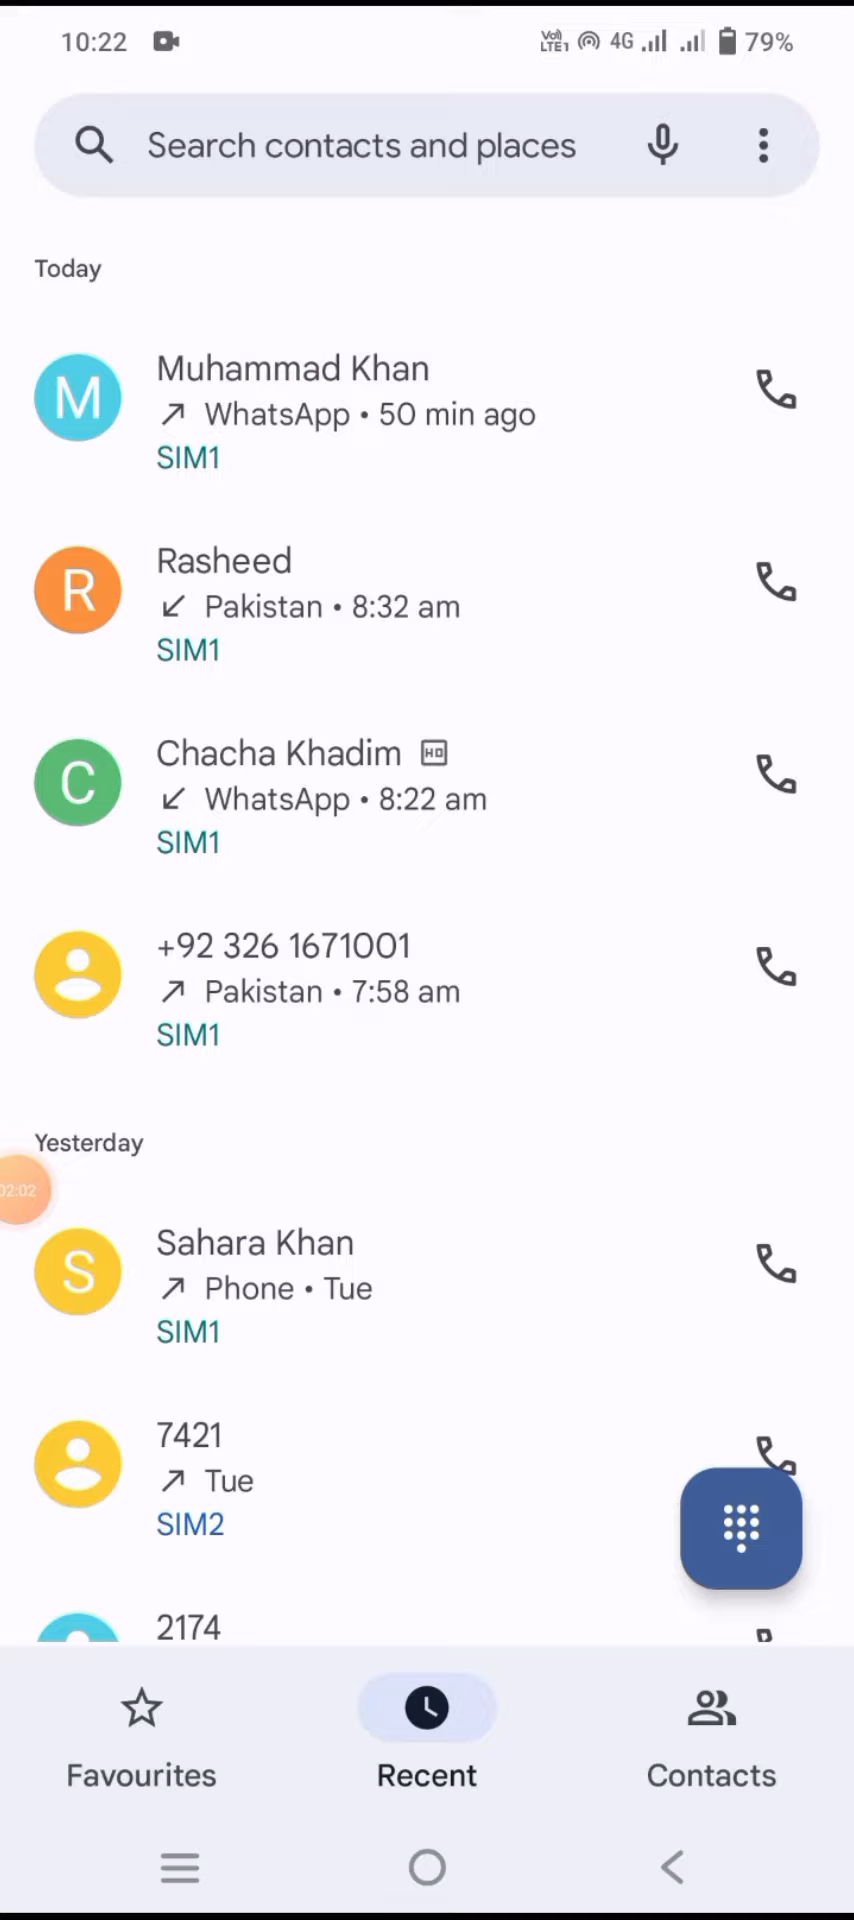 10:22
Vo) LTE1 4G 79%
Search contacts and places
Today
M
Muhammad Khan
↗ WhatsApp • 50 min ago
SIM1
R
Rasheed
↙ Pakistan • 8:32 am
SIM1
C
Chacha Khadim HD
↙ WhatsApp • 8:22 am
SIM1
+92 326 1671001
↗ Pakistan • 7:58 am
SIM1
Yesterday
02:02
S
Sahara Khan
↗ Phone • Tue
SIM1
7421
↗ Tue
SIM2
2174
Favourites Recent Contacts